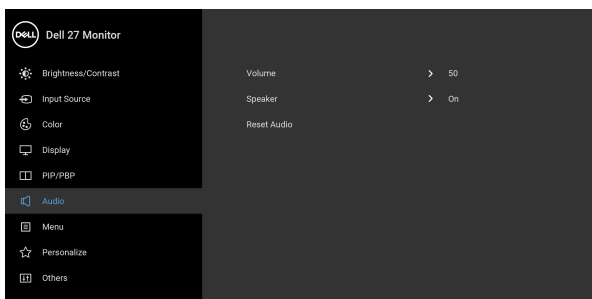 DELL Dell 27 Monitor
Brightness/Contrast
Input Source
Color
Display
PIP/PBP
Audio
Menu
Personalize
Others
Volume 50
Speaker On
Reset Audio